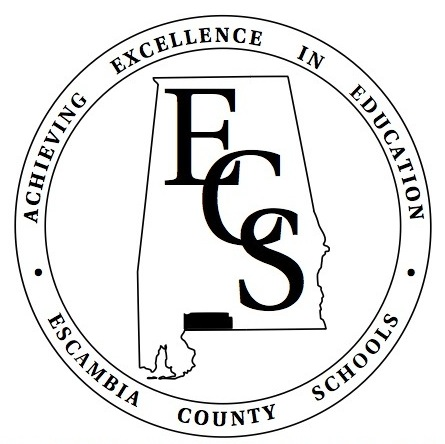 ACHIEVING EXCELLENCE IN EDUCATION
ECS
ESCAMBIA COUNTY SCHOOLS